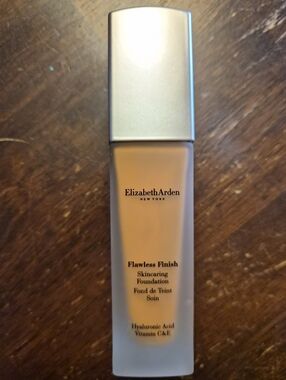 ElizabethArden
NEW YORK
Flawless Finish
Skincaring
Foundation
Fond de Teint
Soin
Hyaluronic Acid
Vitamin C&E